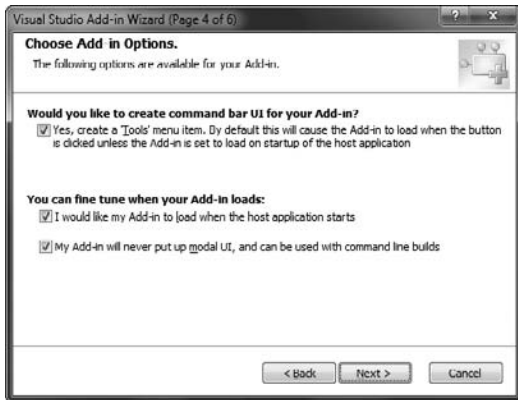 Visual Studio Add-in Wizard (Page 4 of 6)
Choose Add-in Options.
The following options are available for your Add-in.
Would you like to create command bar UI for your Add-in?
Yes, create a 'Tools' menu item. By default this will cause the Add-in to load when the button
is clicked unless the Add-in is set to load on startup of the host application
You can fine tune when your Add-in loads:
I would like my Add-in to load when the host application starts
My Add-in will never put up modal UI, and can be used with command line builds
< Back
Next >
Cancel